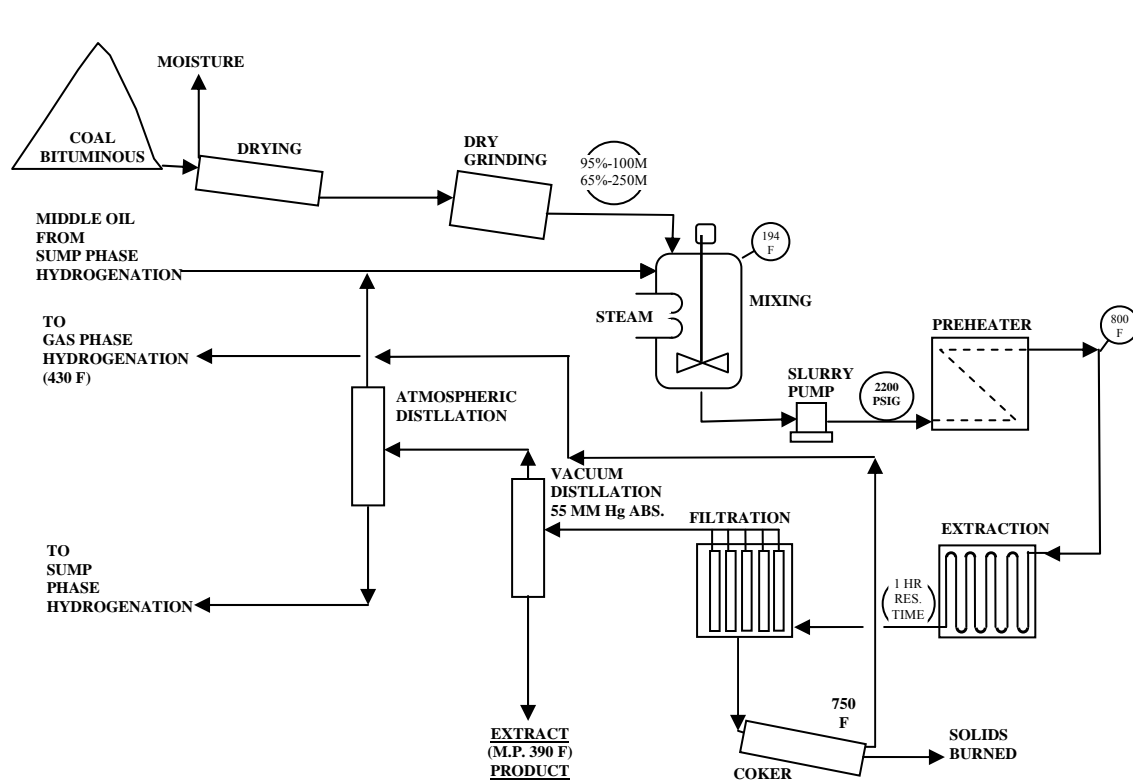 MOISTURE
COAL
BITUMINOUS
DRYING
DRY
GRINDING
95%-100M
65%-250M
MIDDLE OIL
FROM
SUMP PHASE
HYDROGENATION
194
F
MIXING
STEAM
TO
GAS PHASE
HYDROGENATION
(430 F)
PREHEATER
800
F
SLURRY
PUMP
2200
PSIG
ATMOSPHERIC
DISTLLATION
VACUUM
DISTLLATION
55 MM Hg ABS.
FILTRATION
EXTRACTION
1 HR
RES.
TIME
TO
SUMP
PHASE
HYDROGENATION
750
F
EXTRACT
(M.P. 390 F)
PRODUCT
COKER
SOLIDS
BURNED